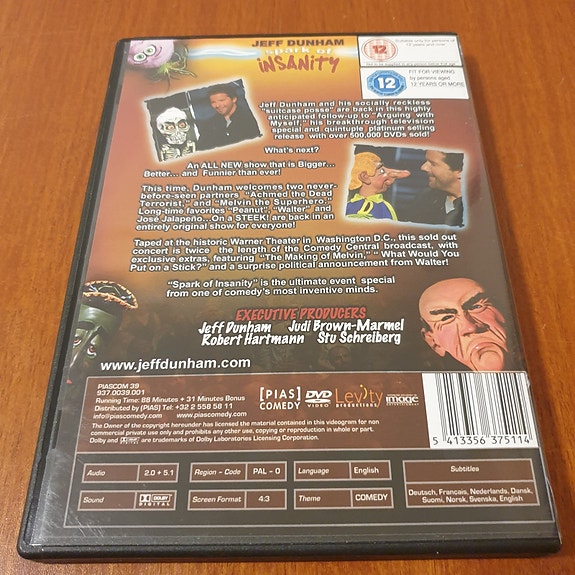 JEFF DUNHAM
spark of
iNSANiTY
12
Suitable only for persons of
12 years and over
12
FIT FOR VIEWING
by persons aged
12 YEARS OR MORE
Jeff Dunham and his socially reckless
"suitcase posse" are back in this highly
anticipated follow-up to "Arguing with
Myself," his breakthrough television
special and quintuple platinum selling
release with over 500,000 DVDs sold!
What's next?
An ALL NEW show that is Bigger...
Better... and Funnier than ever!
This time, Dunham welcomes two never-
before-seen partners "Achmed the Dead
Terrorist," and "Melvin the Superhero."
Long-time favorites "Peanut", "Walter" and
José Jalapeño.. On a STEEK! are back in an
entirely original show for everyone!
Taped at the historic Warner Theater in Washington D.C., this sold out
concert is twice the length of the Comedy Central broadcast, with
exclusive extras, featuring "The Making of Melvin," " What Would You
Put on a Stick?" and a surprise political announcement from Walter!
"Spark of Insanity" is the ultimate event special
from one of comedy's most inventive minds.
EXECUTIVE PRODUCERS
Jeff Dunham Judi Brown-Marmel
Robert Hartmann Stu Schreiberg
www.jeffdunham.com
PIASCOM 39
937.0039.001
Running Time: 88 Minutes + 31 Minutes Bonus
Distributed by [PIAS] Tel: +32 2 558 58 11
info@piascomedy.com www.piascomedy.com
The Owner of the copyright hereunder has licensed the material contained in this videogram for non
commercial private use only and prohibits any other use, copying or reproduction in whole or part.
Dolby and are trademarks of Dolby Laboratories Licensing Corporation.
[PIAS]
COMEDY
DVD
VIDEO
Levity
productions
image
ENTERTAINMENT
5 413356 375114
Audio 2.0 + 5.1 Region - Code PAL - 0 Language English Subtitles
Deutsch, Francais, Nederlands, Dansk,
Suomi, Norsk, Svenska, English
Sound DOLBY DIGITAL Screen Format 4:3 Theme COMEDY